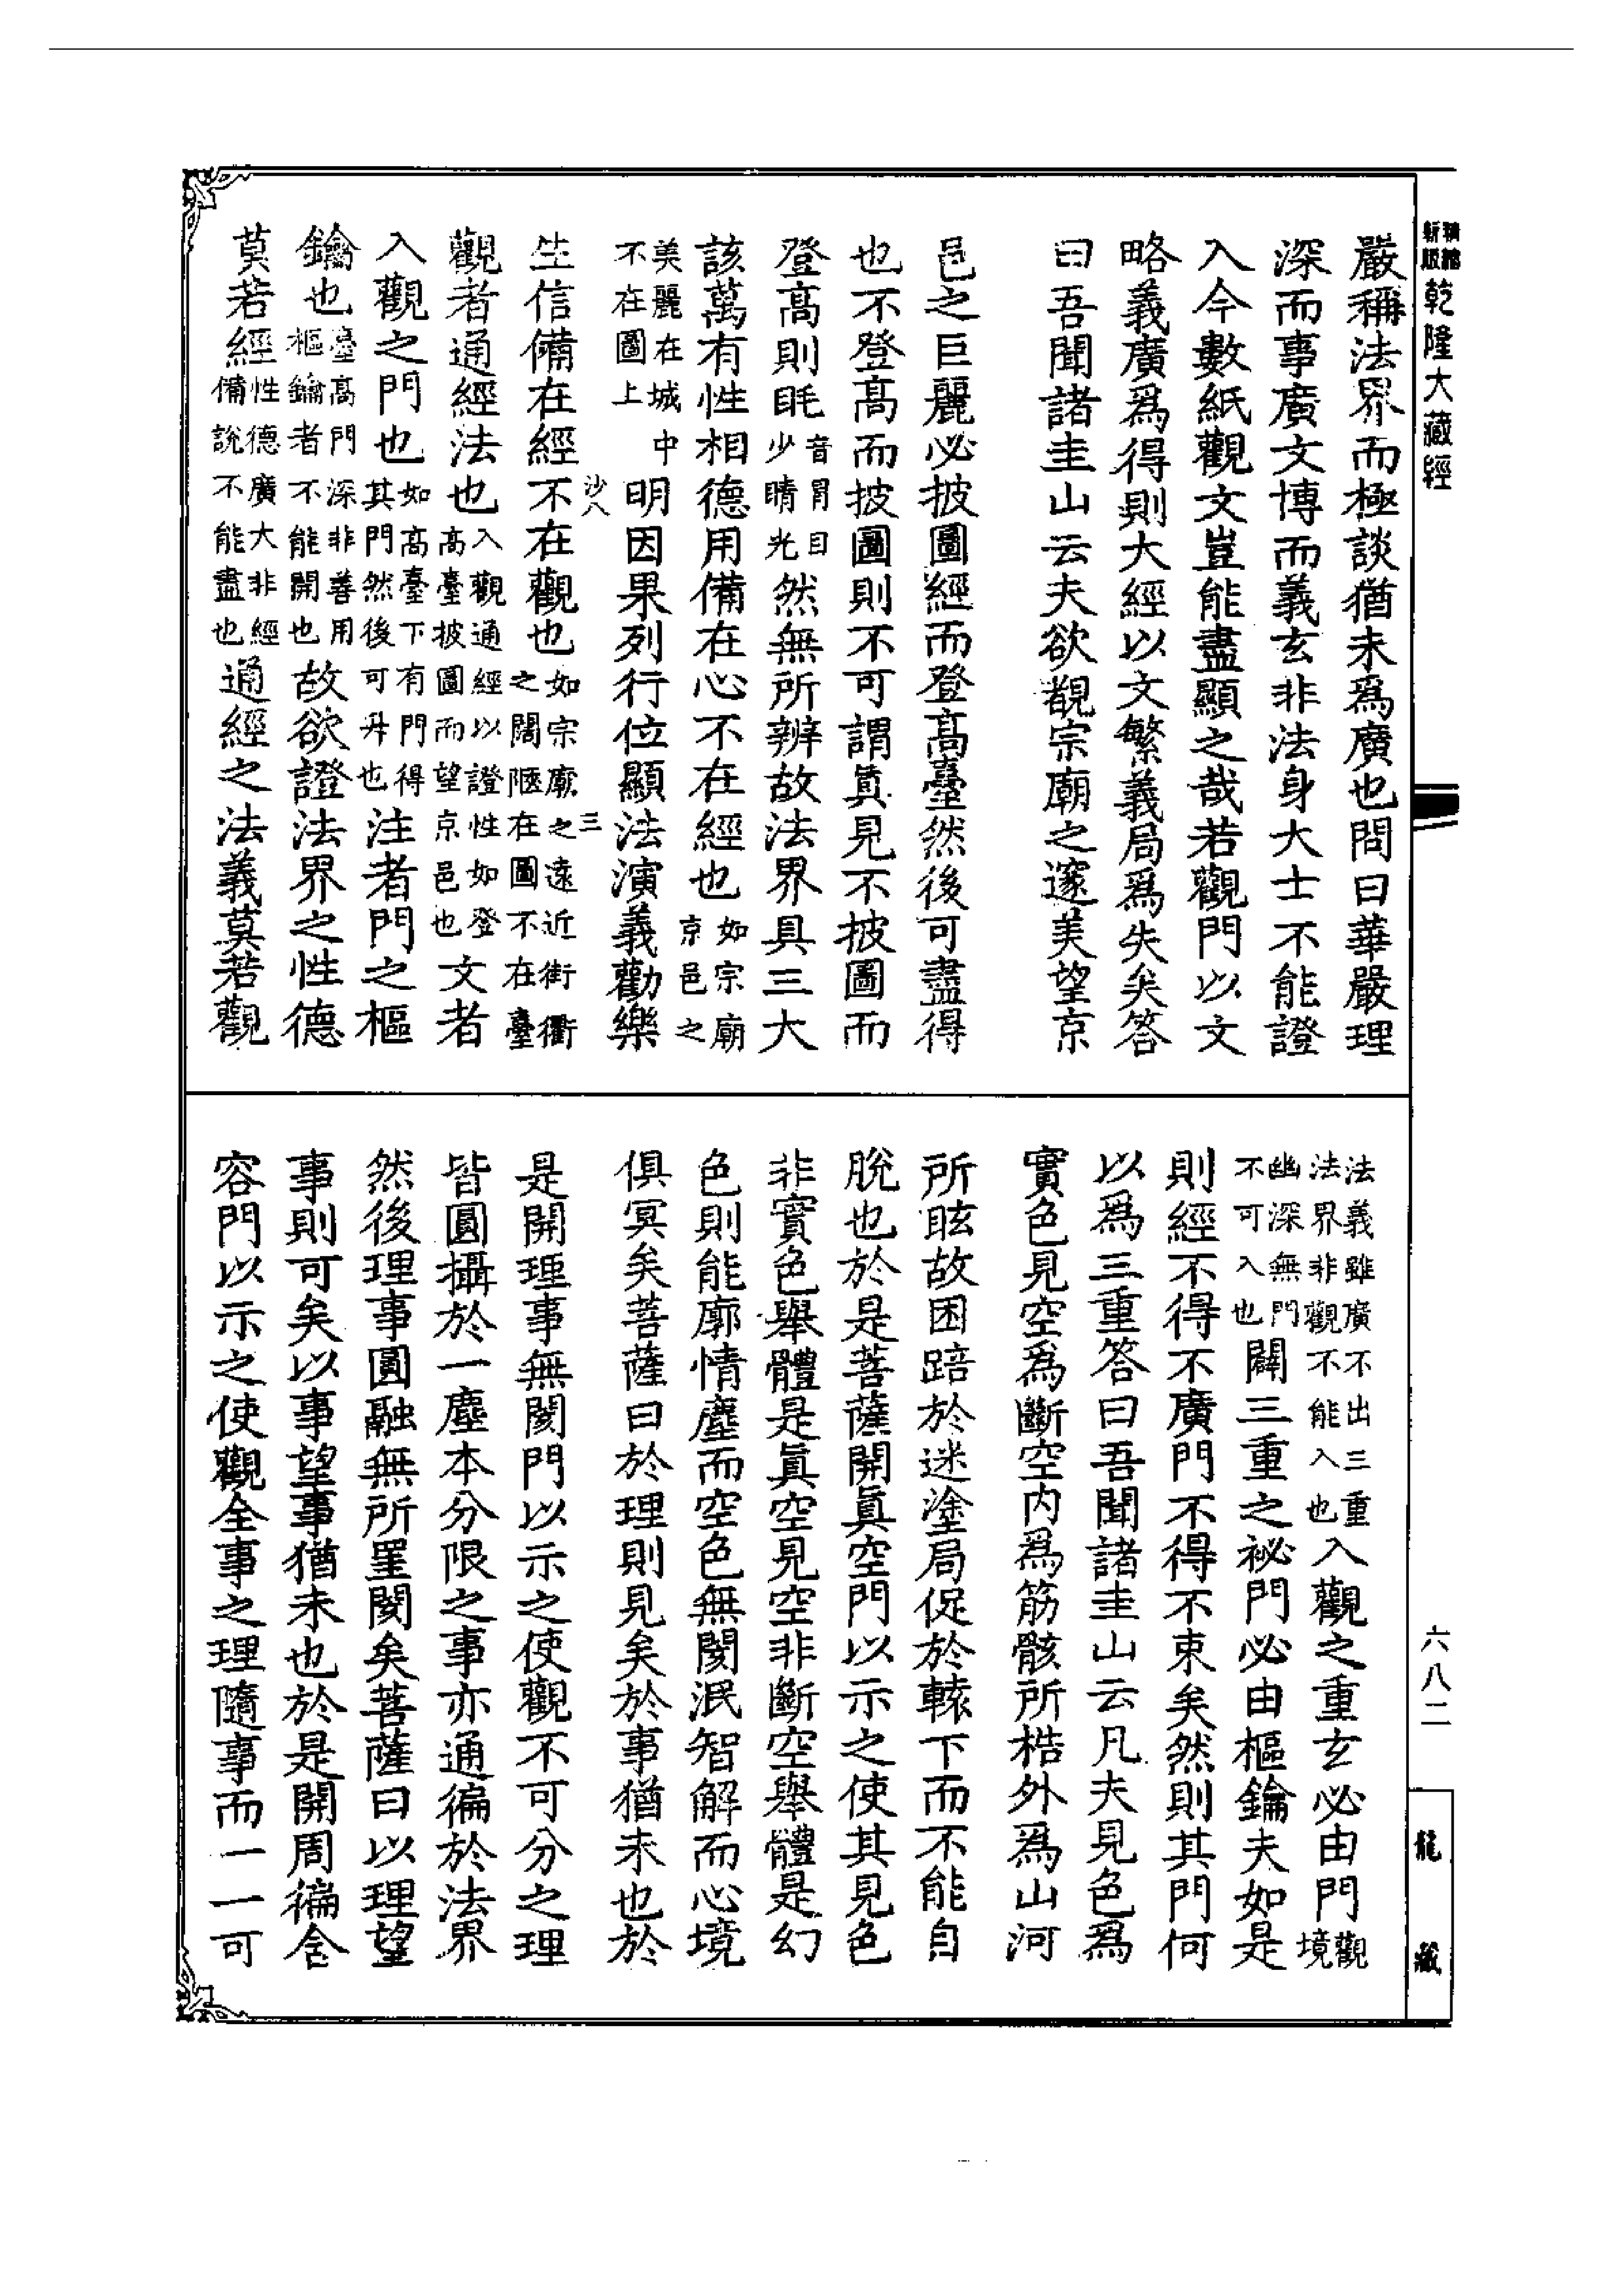 精縮
新版
乾隆大藏經
嚴稱法界而極談猶未爲廣也問曰華嚴理
深而事廣文博而義玄非法身大士不能證
入今數紙觀文豈能盡顯之哉若觀門以文
略義廣爲得則大經以文繁義局爲失矣答
曰吾聞諸圭山云夫欲覩宗廟之邃美望京
邑之巨麗必披圖經而登高臺然後可盡得
也不登高而披圖則不可謂眞見不披圖而
登高則眊音冐目少睛光然無所辨故法界具三大
該萬有性相德用備在心不在經也如宗廟京邑之
美麗在城中不在圖上明因果列行位顯法演義勸樂
沙八
三
生信備在經不在觀也如宗廟之遠近街衢之闊陿在圖不在臺
觀者通經法也入觀通經以證性如登高臺披圖而望京邑也文者
入觀之門也如高臺下有門得其門然後可升也注者門之樞
鑰也臺高門深非善用樞鑰者不能開也故欲證法界之性德
莫若經性德廣大非經備說不能盡也通經之法義莫若觀
法義雖廣不出三重法界非觀不能入也入觀之重玄必由門觀境
幽深無門不可入也闢三重之祕門必由樞鑰夫如是
則經不得不廣門不得不束矣然則其門何
以爲三重答曰吾聞諸圭山云凡夫見色爲
實色見空爲斷空内爲筋骸所梏外爲山河
所眩故困踣於迷塗局促於轅下而不能自
脫也於是菩薩開眞空門以示之使其見色
非實色舉體是眞空見空非斷空舉體是幻
色則能廓情塵而空色無閡泯智解而心境
俱冥矣菩薩曰於理則見矣於事猶未也於
是開理事無閡門以示之使觀不可分之理
皆圓攝於一塵本分限之事亦通徧於法界
然後理事圓融無所罣閡矣菩薩曰以理望
事則可矣以事望事猶未也於是開周徧含
容門以示之使觀全事之理隨事而一一可
六八二
龍藏